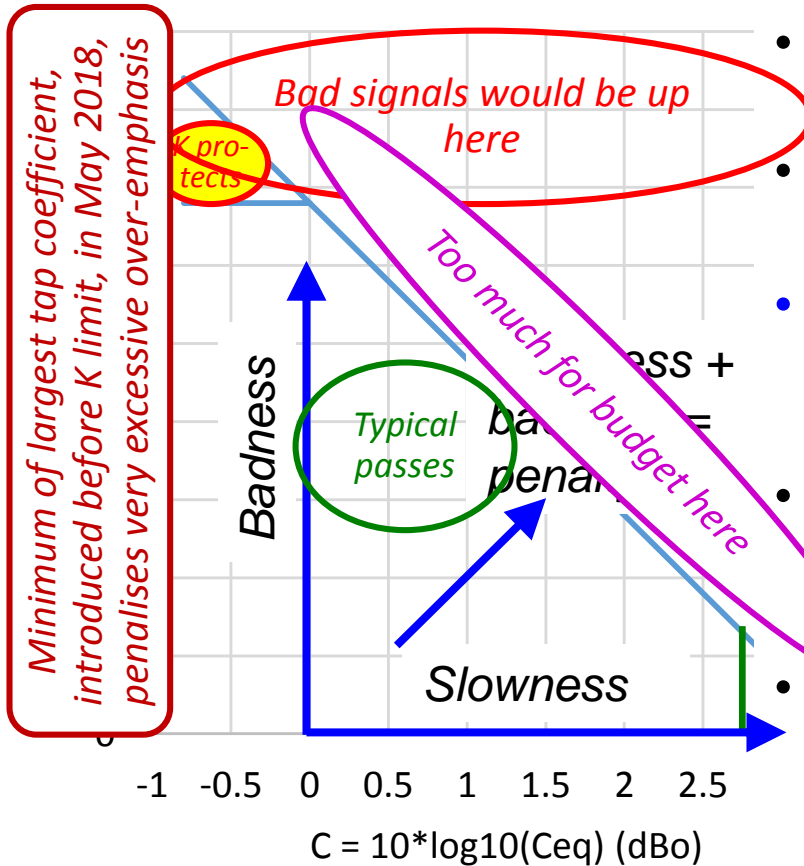 Minimum of largest tap coefficient,
introduced before K limit, in May 2018,
penalises very excessive over-emphasis
Bad signals would be up
here
K pro-
tects
Too much for budget here
Badness
Typical
passes
+
=
Slowness
0
-1 -0.5 0 0.5 1 1.5 2 2.5
C = 10*log10(Ceq) (dBo)